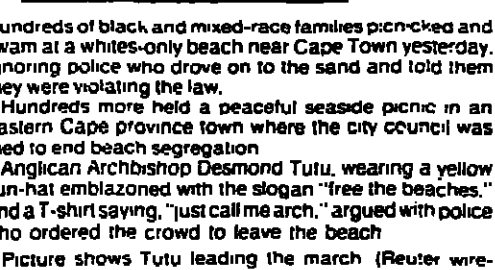 undreds of black and mixed-race families picnicked and
wam at a whites-only beach near Cape Town yesterday,
gnoring police who drove on to the sand and told them
hey were violating the law.
Hundreds more held a peaceful seaside picnic in an
astern Cape province town where the city council was
ed to end beach segregation
Anglican Archbishop Desmond Tutu, wearing a yellow
un-hat emblazoned with the slogan "free the beaches,"
nd a T-shirt saying, "just call me arch," argued with police
ho ordered the crowd to leave the beach
Picture shows Tutu leading the march (Reuter wire-